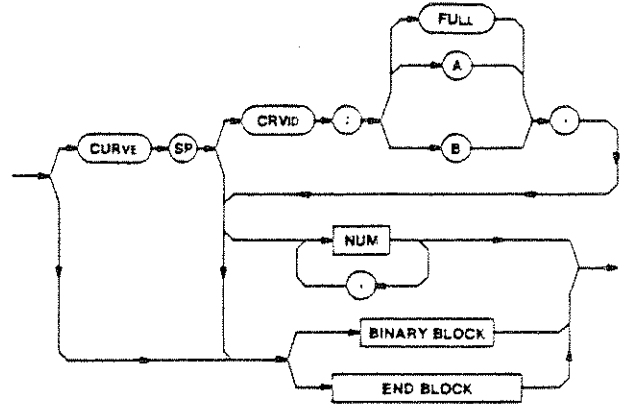 FULL
A
CRVID
:
B
,
CURVE
SP
NUM
,
BINARY BLOCK
END BLOCK